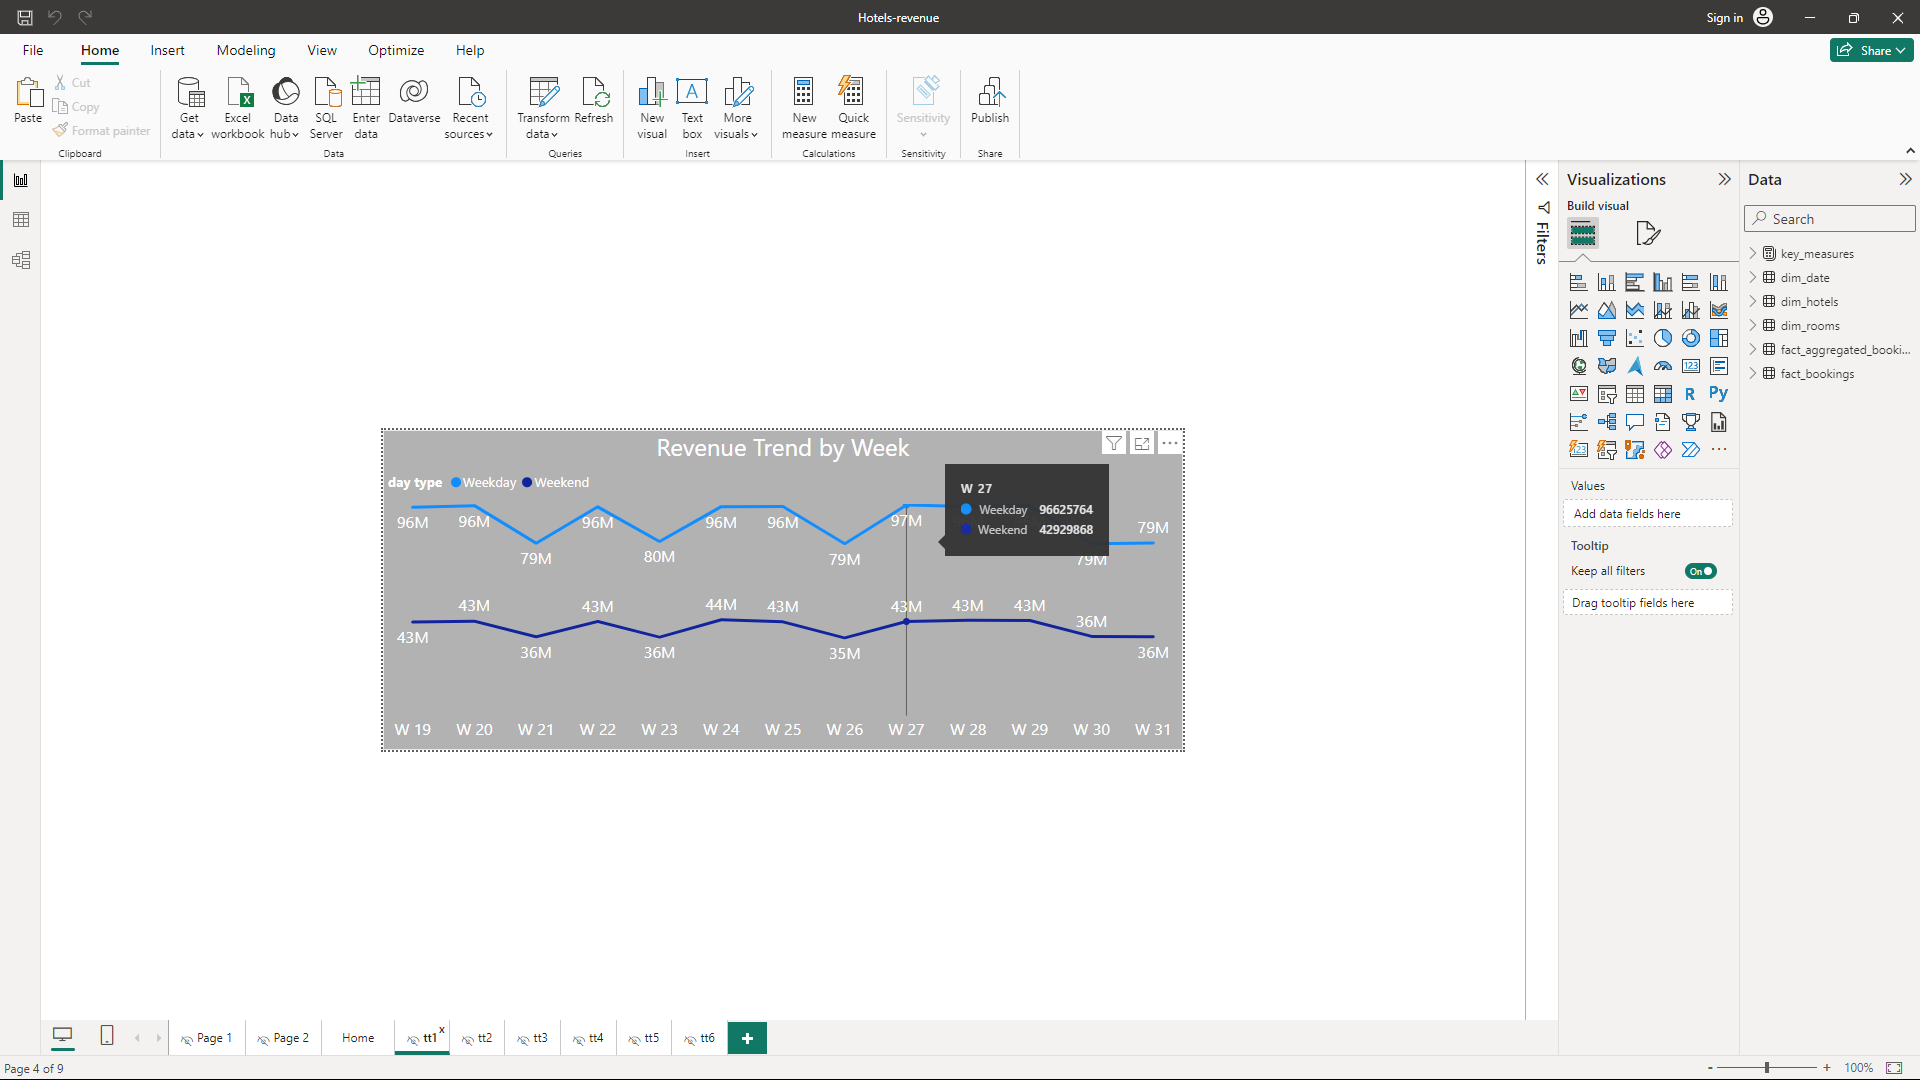 Hotels-revenue
Sign in
File Home Insert Modeling View Optimize Help
Share
Paste
Cut
Copy
Format painter
Clipboard
Get data
Excel workbook
Data hub
SQL Server
Enter data
Dataverse
Recent sources
Data
Transform data
Refresh
Queries
New visual
Text box
More visuals
Insert
New measure
Quick measure
Calculations
Sensitivity
Sensitivity
Publish
Share
Revenue Trend by Week
day type Weekday Weekend
96M 96M 79M 96M 80M 96M 96M 79M 97M 79M 79M
W 27
Weekday 96625764
Weekend 42929868
43M 43M 36M 43M 36M 44M 43M 35M 43M 43M 43M 36M 36M
W 19 W 20 W 21 W 22 W 23 W 24 W 25 W 26 W 27 W 28 W 29 W 30 W 31
Filters
Visualizations
Build visual
123
R
Py
123
Values
Add data fields here
Tooltip
Keep all filters On
Drag tooltip fields here
Data
Search
key_measures
dim_date
dim_hotels
dim_rooms
fact_aggregated_booki...
fact_bookings
Page 1 Page 2 Home tt1 x tt2 tt3 tt4 tt5 tt6 +
Page 4 of 9
- + 100%